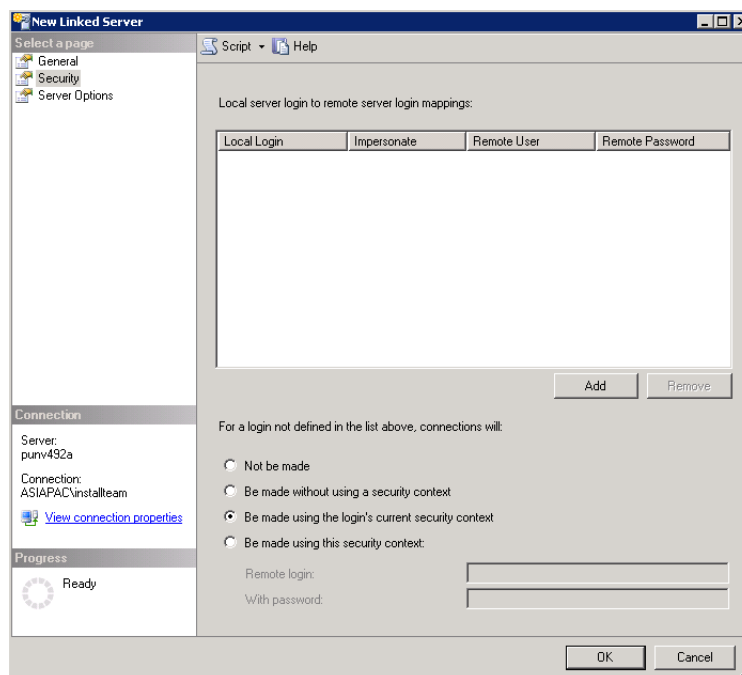 New Linked Server
Select a page
General
Security
Server Options
Script Help
Local server login to remote server login mappings:
Local Login Impersonate Remote User Remote Password
Add Remove
For a login not defined in the list above, connections will:
Not be made
Be made without using a security context
Be made using the login's current security context
Be made using this security context:
Remote login:
With password:
Connection
Server:
punv492a
Connection:
ASIAPAC\installteam
View connection properties
Progress
Ready
OK Cancel